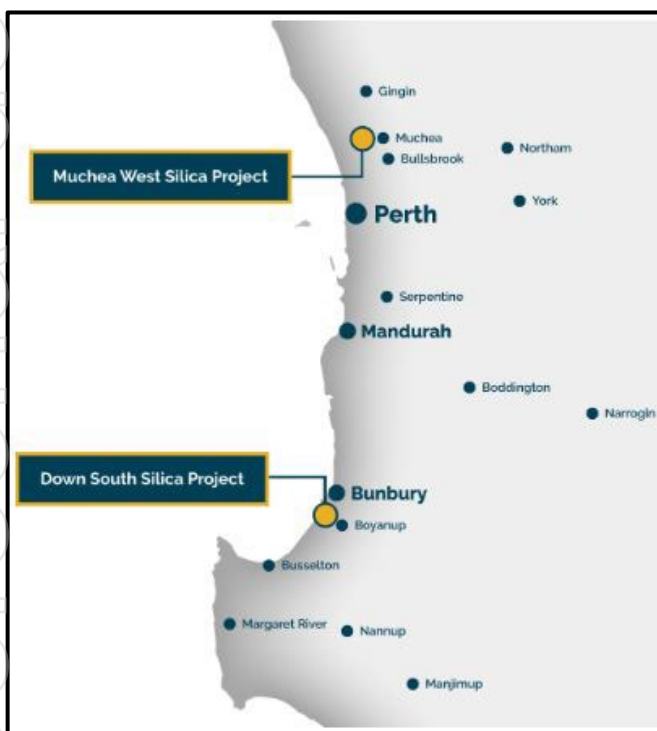 Gingin
Muchea
Northam
Bullsbrook
Muchea West Silica Project
York
Perth
Serpentine
Mandurah
Boddington
Narrogin
Down South Silica Project
Bunbury
Boyanup
Busselton
Margaret River
Nannup
Manjimup